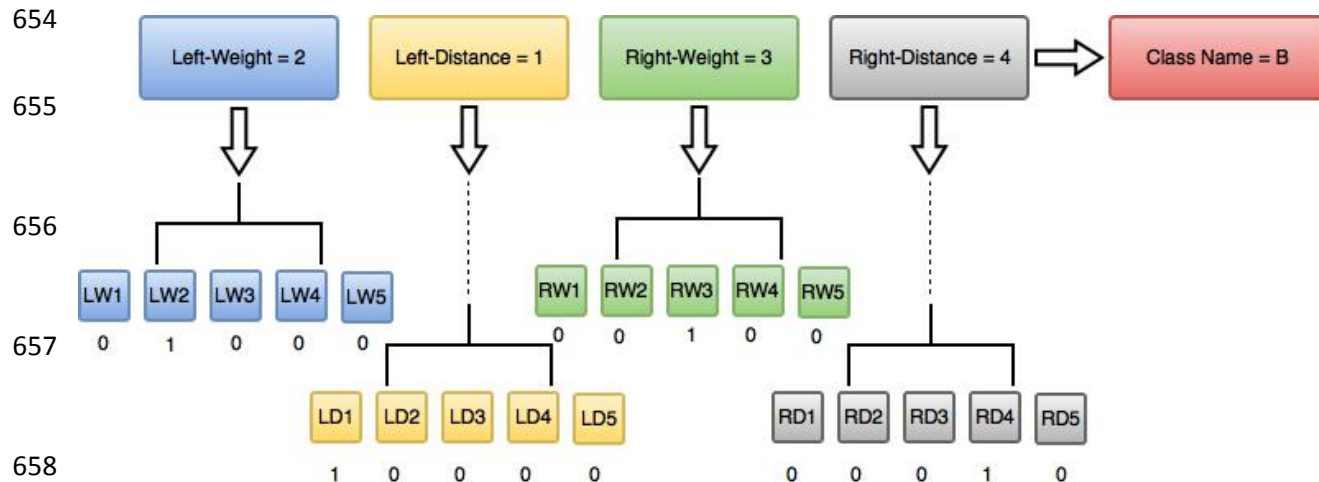 654
Left-Weight = 2 Left-Distance = 1 Right-Weight = 3 Right-Distance = 4 Class Name = B
655
656
LW1 LW2 LW3 LW4 LW5
0 1 0 0 0
RW1 RW2 RW3 RW4 RW5
0 0 1 0 0
657
LD1 LD2 LD3 LD4 LD5
1 0 0 0 0
RD1 RD2 RD3 RD4 RD5
0 0 0 1 0
658